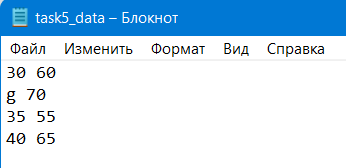 task5_data – Блокнот
Файл Изменить Формат Вид Справка
30 60
g 70
35 55
40 65